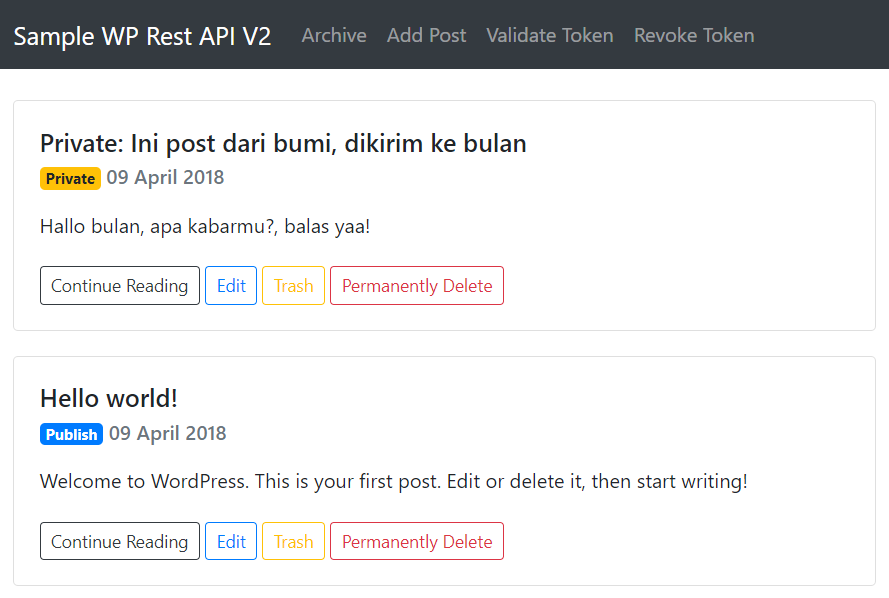 Sample WP Rest API V2 Archive Add Post Validate Token Revoke Token
Private: Ini post dari bumi, dikirim ke bulan
Private 09 April 2018
Hallo bulan, apa kabarmu?, balas yaa!
Continue Reading Edit Trash Permanently Delete
Hello world!
Publish 09 April 2018
Welcome to WordPress. This is your first post. Edit or delete it, then start writing!
Continue Reading Edit Trash Permanently Delete